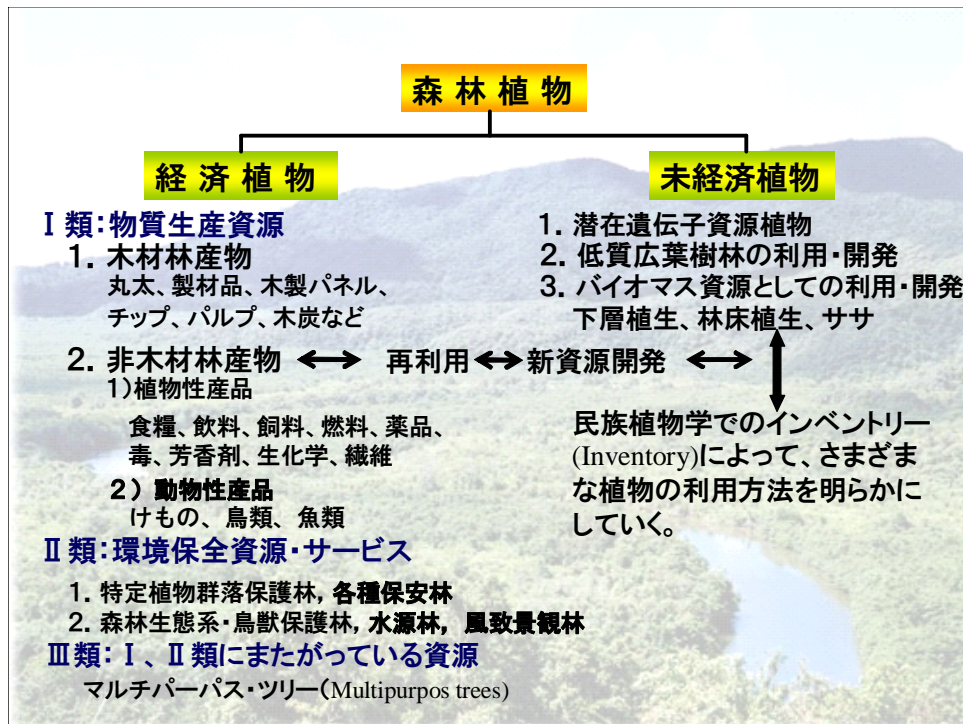 森 林 植 物
経 済 植 物
Ⅰ 類：物質生産資源
1．木材林産物
丸太、製材品、木製パネル、
チップ、パルプ、木炭など
2．非木材林産物 ⟷ 再利用 ⟷ 新資源開発 ⟷
1）植物性産品
食糧、飲料、飼料、燃料、薬品、
毒、芳香剤、生化学、繊維
2） 動物性産品
けもの、鳥類、魚類
Ⅱ 類：環境保全資源・サービス
1．特定植物群落保護林，各種保安林
2．森林生態系・鳥獣保護林，水源林，風致景観林
Ⅲ類：Ⅰ、Ⅱ類にまたがっている資源
マルチパーパス・ツリー（Multipurpos trees）
未経済植物
1．潜在遺伝子資源植物
2．低質広葉樹林の利用・開発
3．バイオマス資源としての利用・開発
下層植生、林床植生、ササ
民族植物学でのインベントリー
(Inventory)によって、さまざま
な植物の利用方法を明らかに
していく。